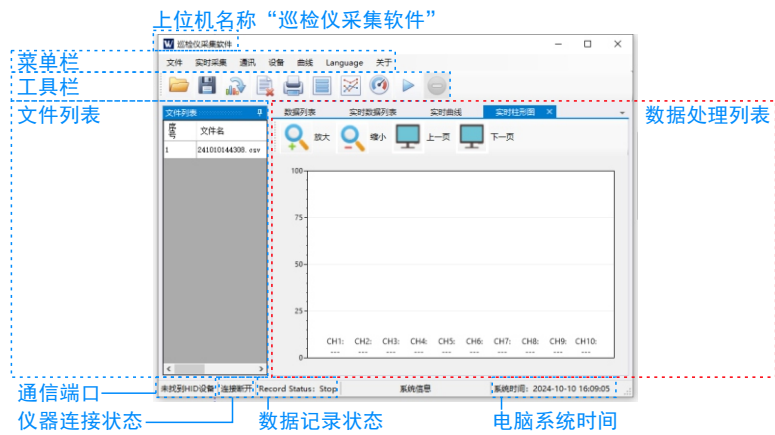 上位机名称“巡检仪采集软件”
巡检仪采集软件
菜单栏
文件 实时采集 通讯 设备 曲线 Language 关于
工具栏
文件列表
文件列表
数据列表 实时数据列表 实时曲线 实时柱形图
数据处理列表
序号 文件名
放大 缩小 上一页 下一页
1 241010144308.csv
100
75
50
25
CH1: CH2: CH3: CH4: CH5: CH6: CH7: CH8: CH9: CH10:
--- --- --- --- --- --- --- --- --- ---
0
未找到HID设备 连接断开 Record Status: Stop 系统信息 系统时间: 2024-10-10 16:09:05
通信端口
仪器连接状态 数据记录状态 电脑系统时间